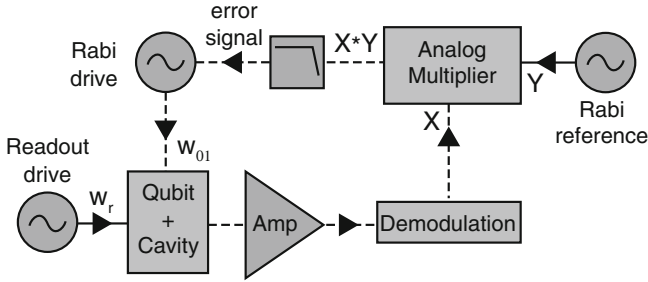 error
signal
X*Y
Analog
Multiplier
Y
Rabi
drive
Rabi
reference
X
w01
Readout
drive
wr
Qubit
+
Cavity
Amp
Demodulation